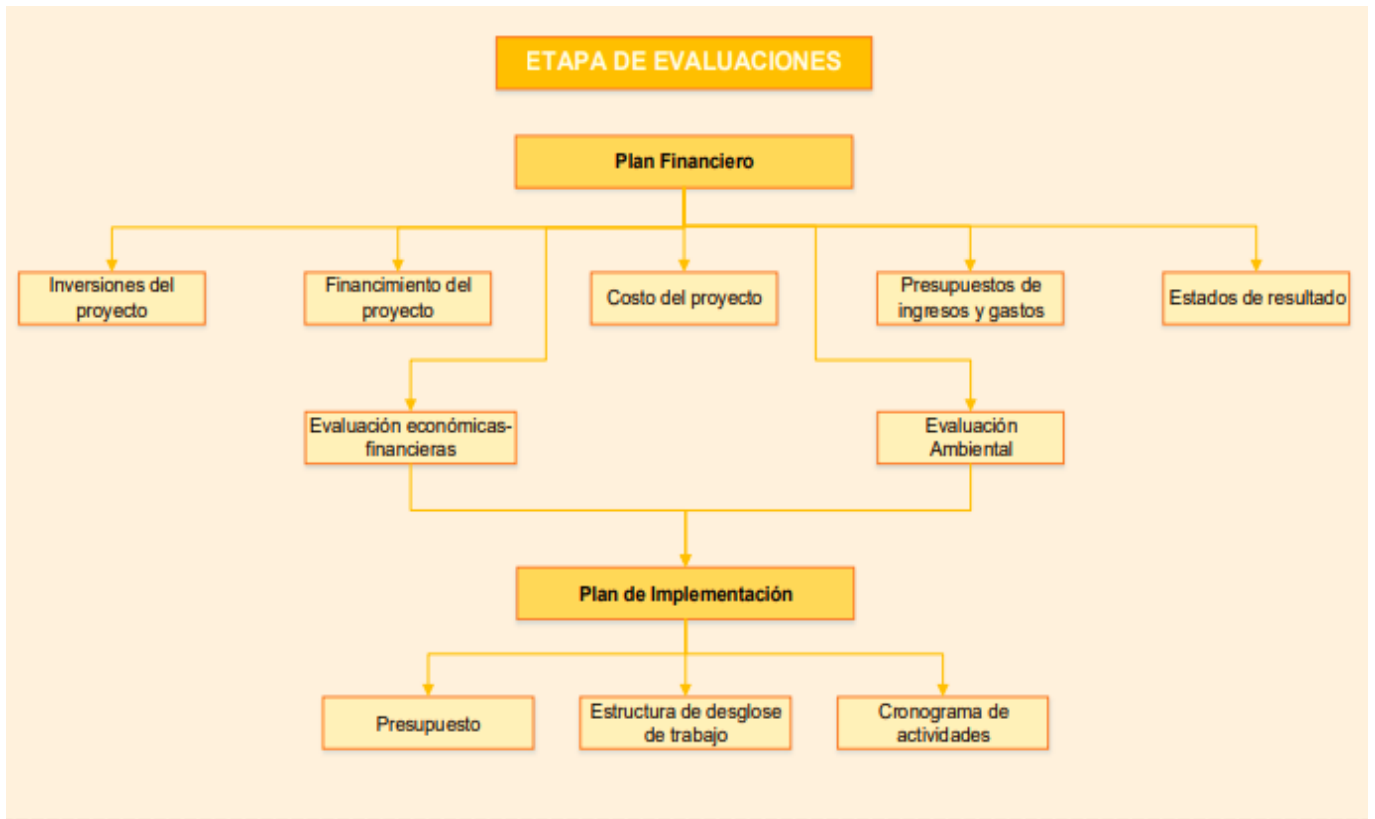 ETAPA DE EVALUACIONES
Plan Financiero
Inversiones del
proyecto
Financimiento del
proyecto
Costo del proyecto
Presupuestos de
ingresos y gastos
Estados de resultado
Evaluación económicas-
financieras
Evaluación
Ambiental
Plan de Implementación
Presupuesto
Estructura de desglose
de trabajo
Cronograma de
actividades